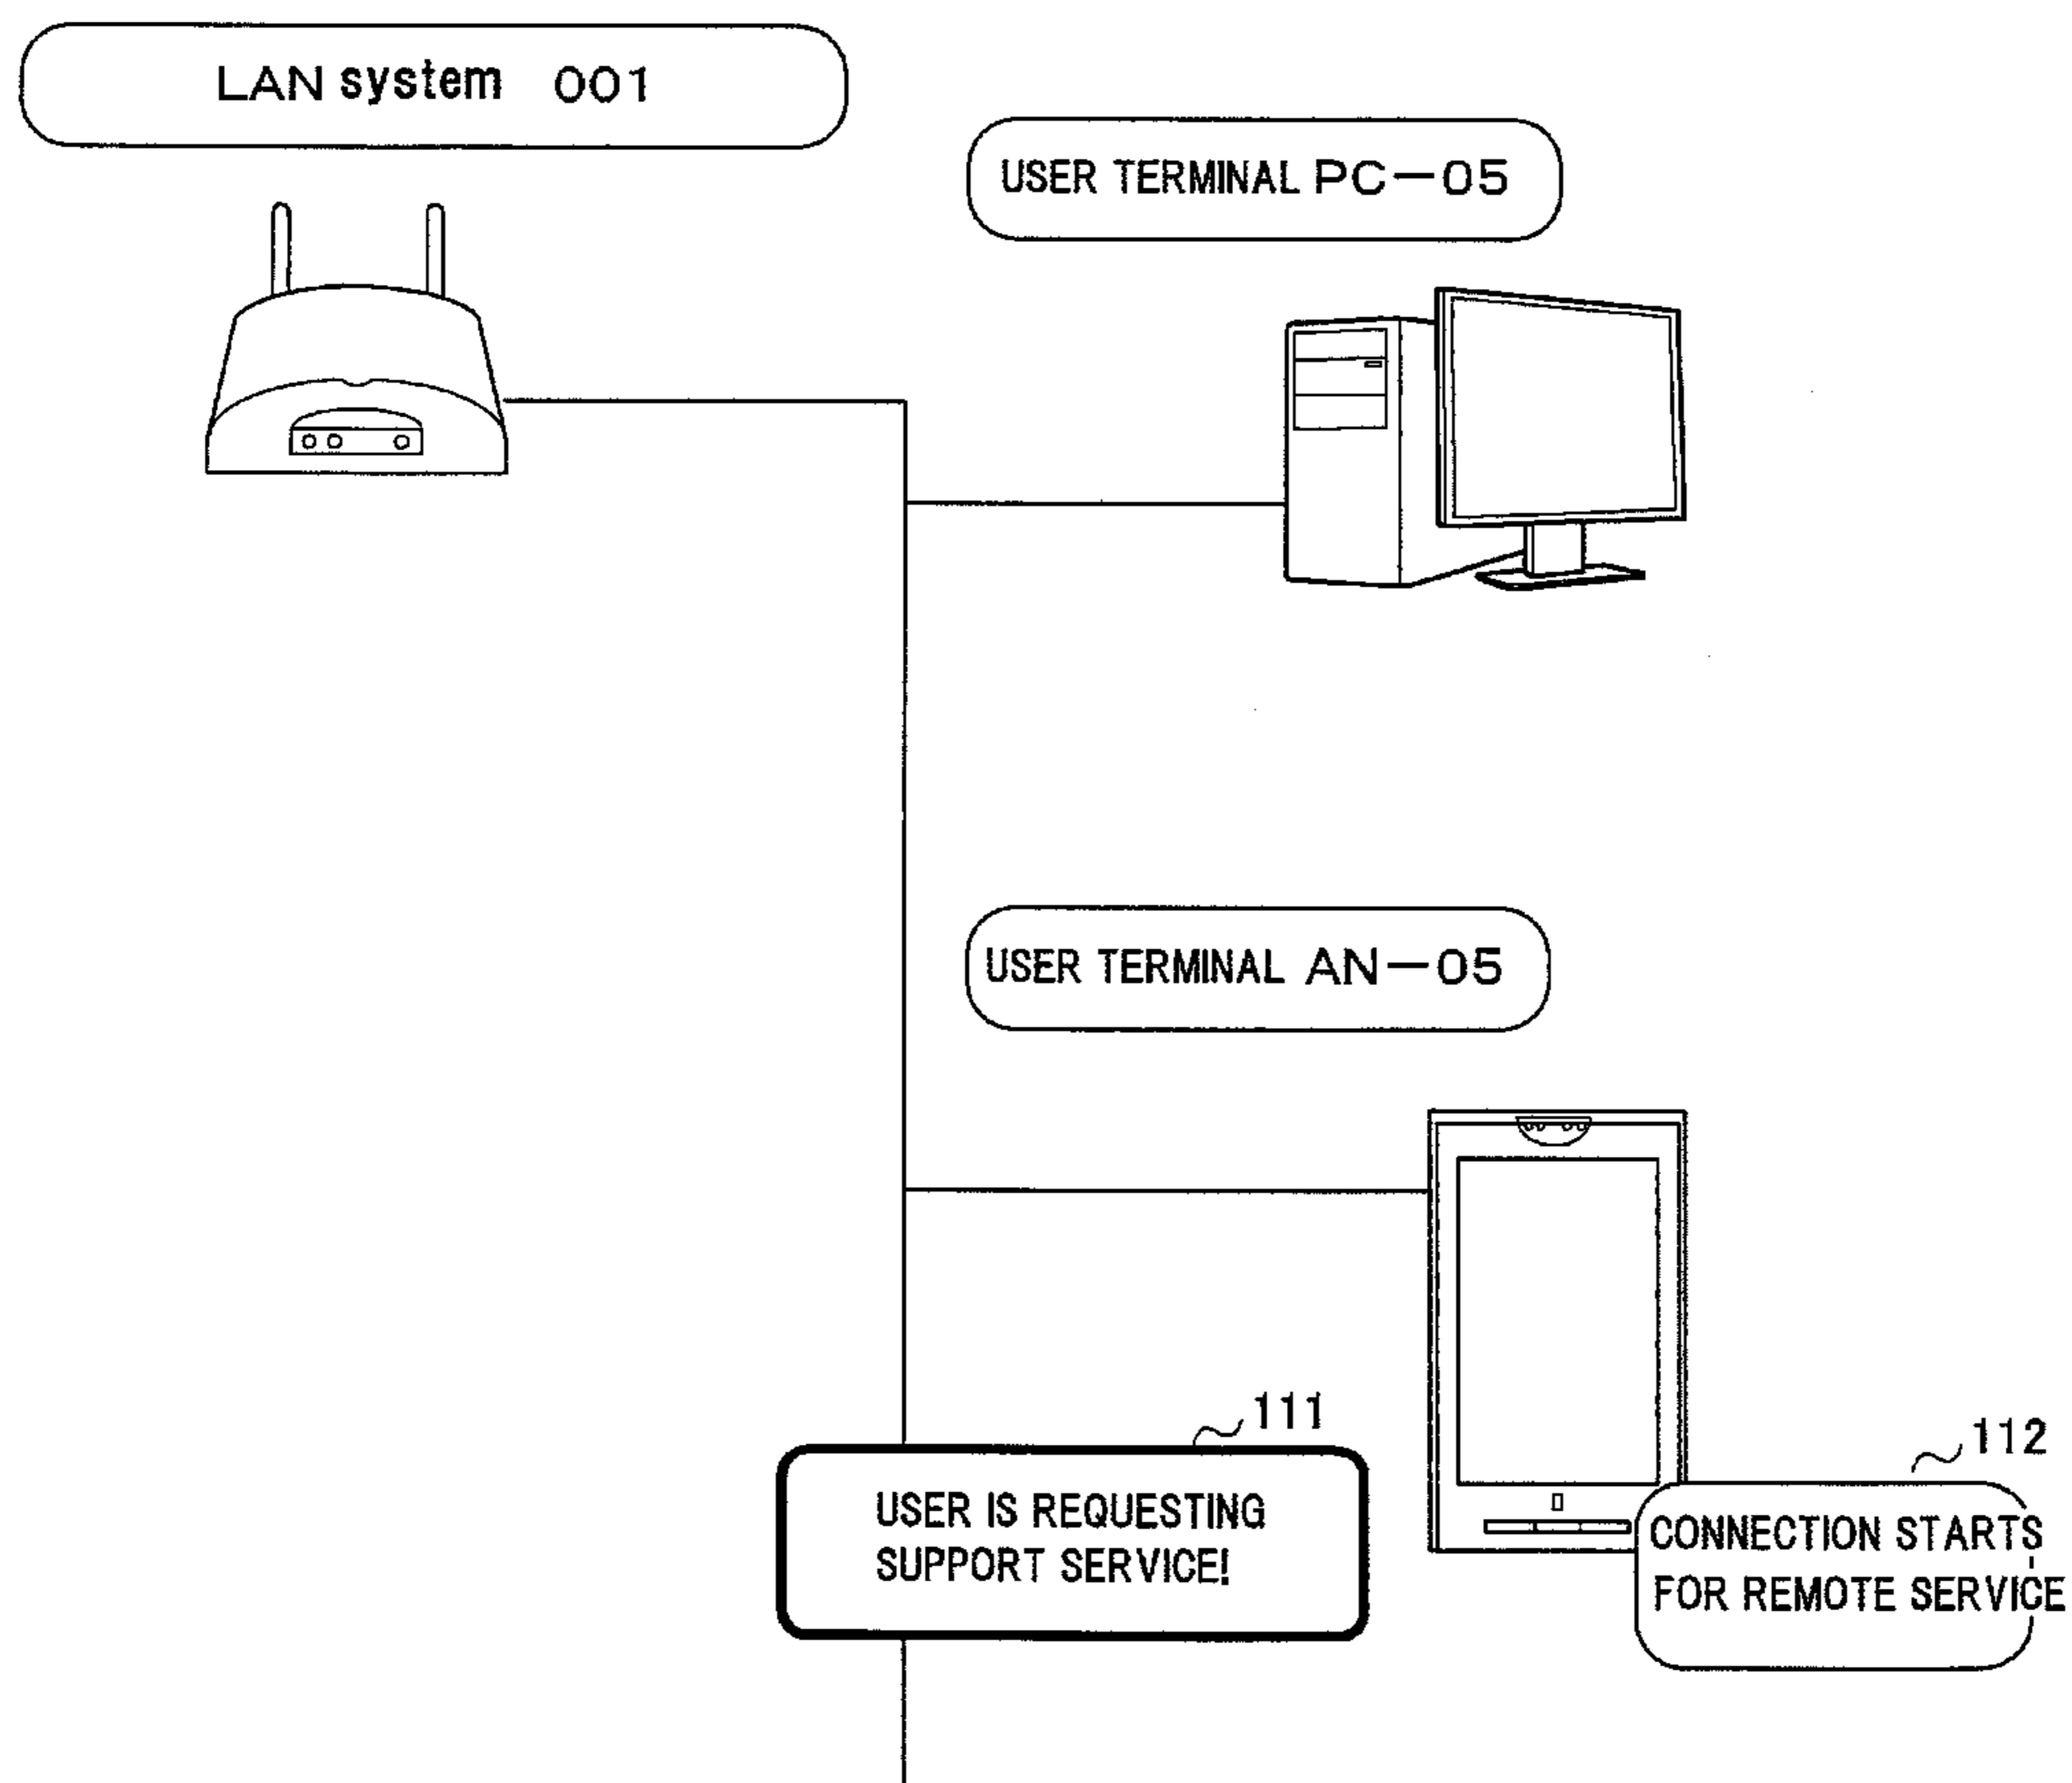 LAN system 001
USER TERMINAL PC-05
USER TERMINAL AN-05
111
USER IS REQUESTING
SUPPORT SERVICE!
112
CONNECTION STARTS
FOR REMOTE SERVICE